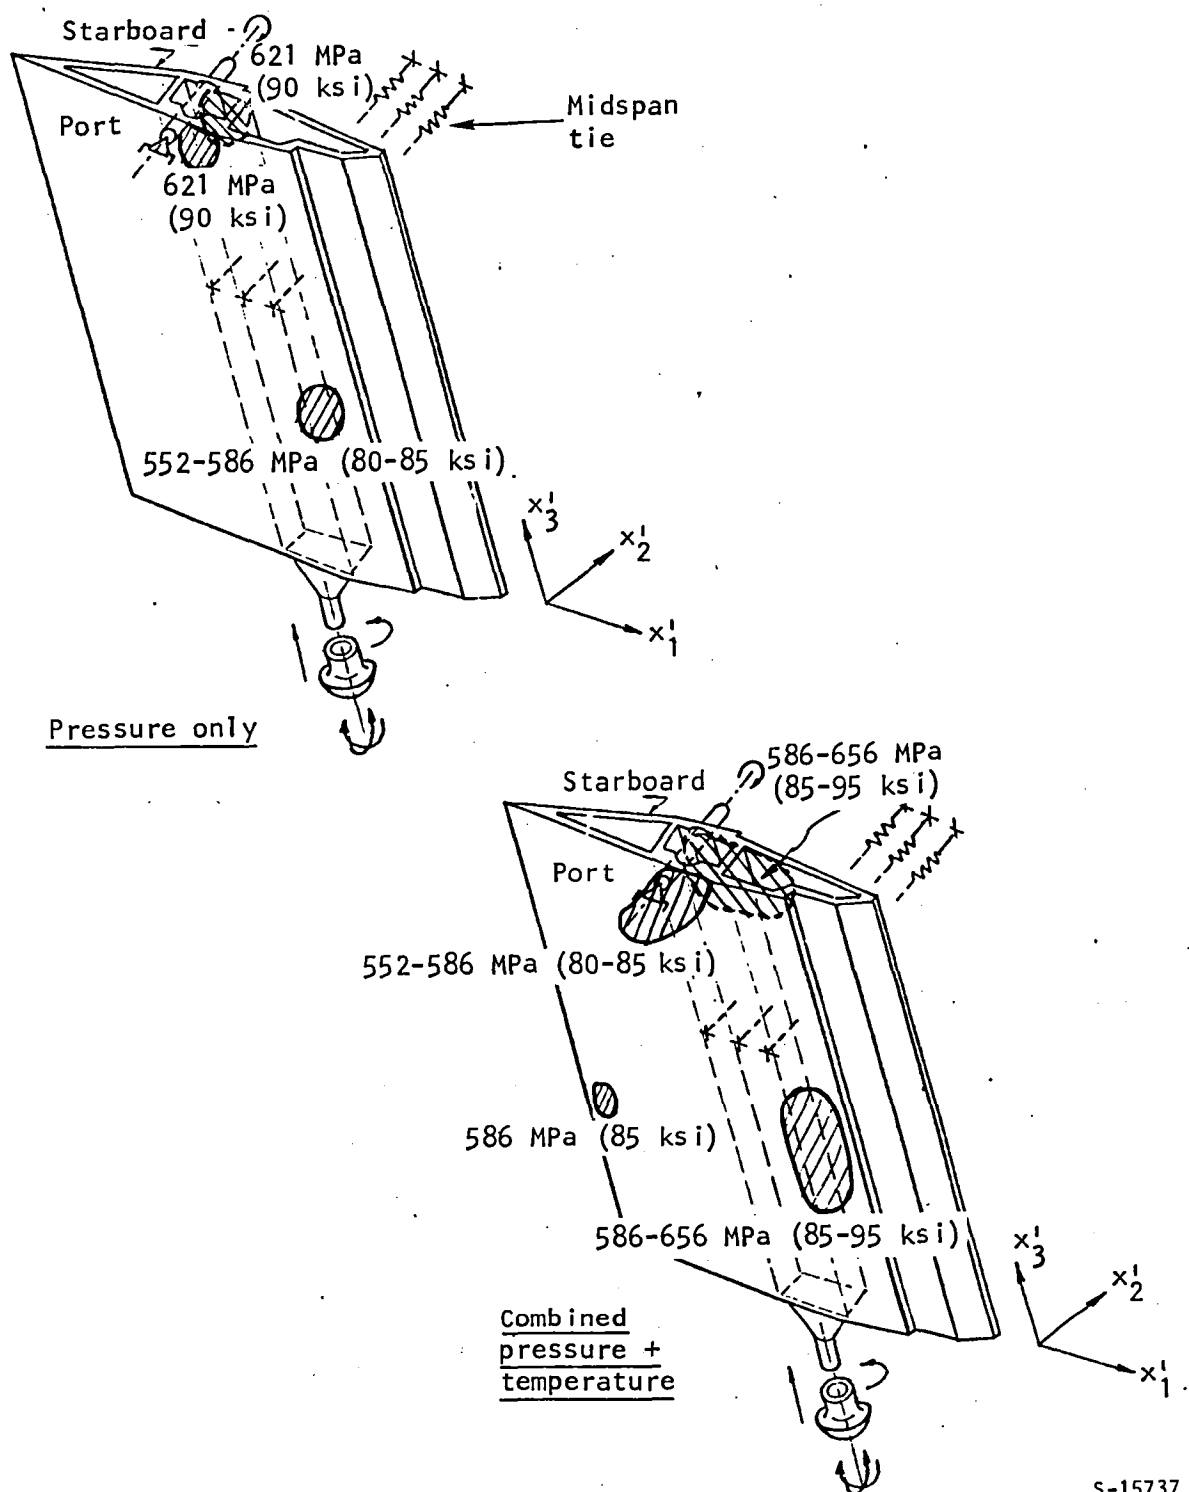 Starboard -
621 MPa
(90 ksi)
Midspan
tie
Port
621 MPa
(90 ksi)
552-586 MPa (80-85 ksi)
x'3
x'2
x'1
Pressure only
586-656 MPa
(85-95 ksi)
Starboard
Port
552-586 MPa (80-85 ksi)
586 MPa (85 ksi)
586-656 MPa (85-95 ksi)
x'3
x'2
x'1
Combined
pressure +
temperature
S-15737